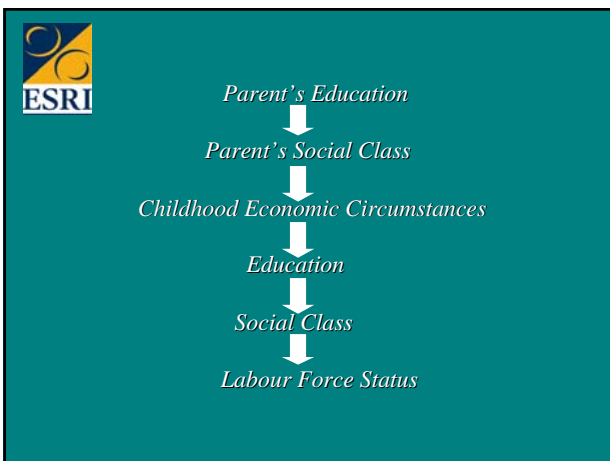 ESRI
Parent's Education
Parent's Social Class
Childhood Economic Circumstances
Education
Social Class
Labour Force Status